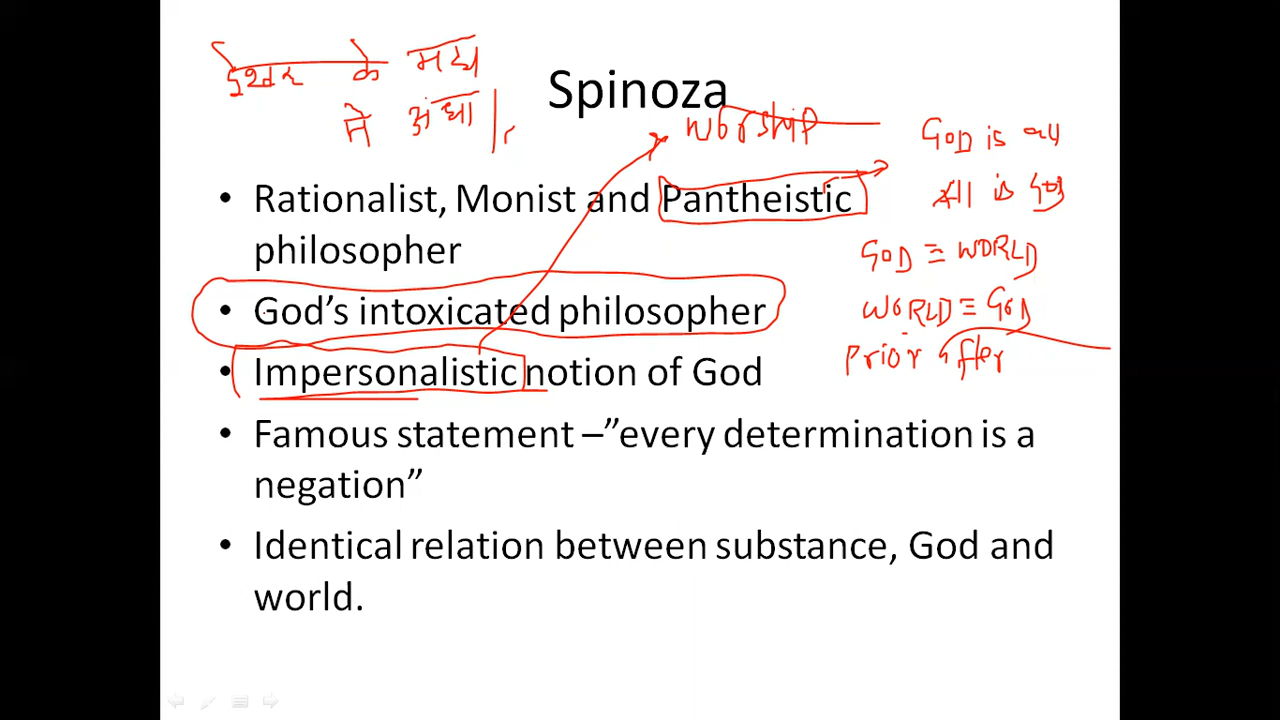 ईश्वर के मद्य
ने अंधा
Spinoza
worship
GOD is all
All is God
• Rationalist, Monist and Pantheistic
philosopher
GOD ≡ WORLD
• God's intoxicated philosopher
WORLD ≡ GOD
Prior after
• Impersonalistic notion of God
• Famous statement –”every determination is a
negation”
• Identical relation between substance, God and
world.